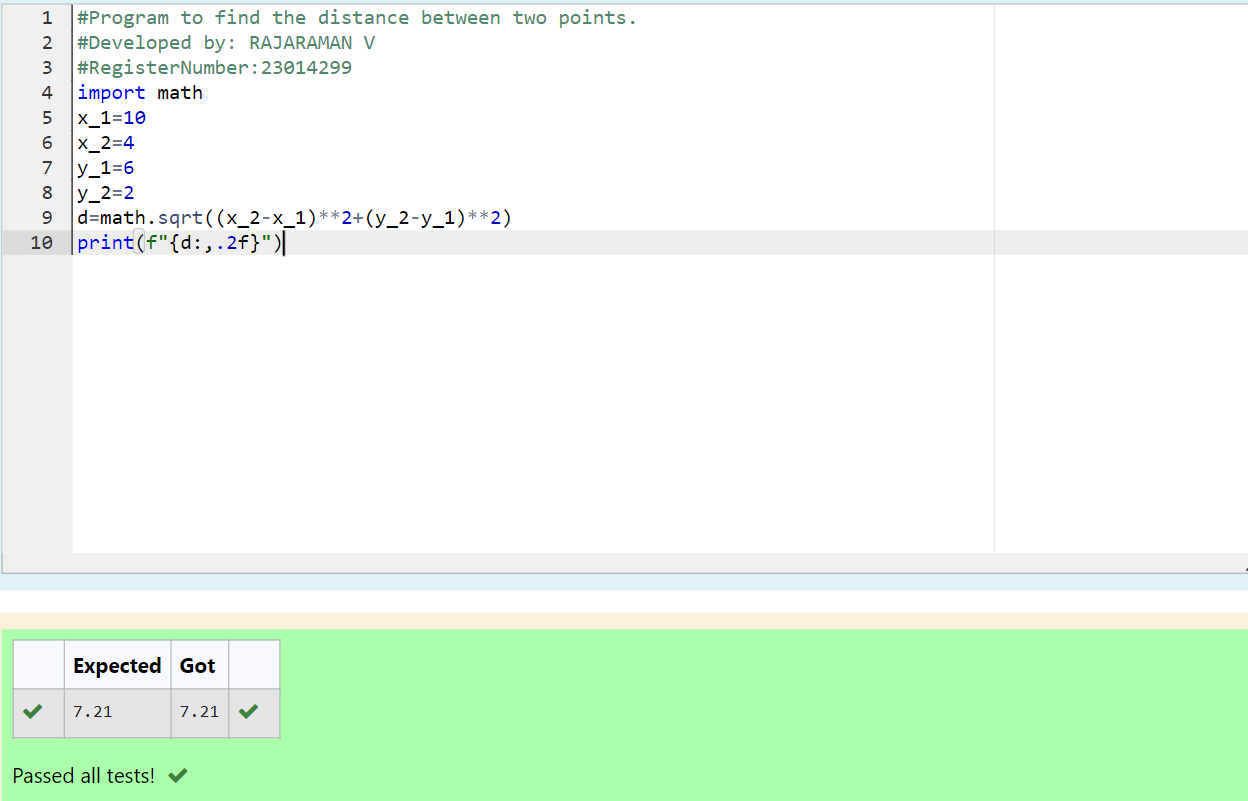 1 #Program to find the distance between two points.
2 #Developed by: RAJARAMAN V
3 #RegisterNumber:23014299
4 import math
5 x_1=10
6 x_2=4
7 y_1=6
8 y_2=2
9 d=math.sqrt((x_2-x_1)**2+(y_2-y_1)**2)
10 print(f"{d:,.2f}")
Expected Got
7.21 7.21
Passed all tests!